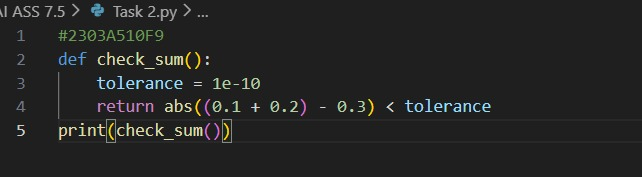 AI ASS 7.5 > Task 2.py > ...
1 #2303A510F9
2 def check_sum():
3     tolerance = 1e-10
4     return abs((0.1 + 0.2) - 0.3) < tolerance
5 print(check_sum())